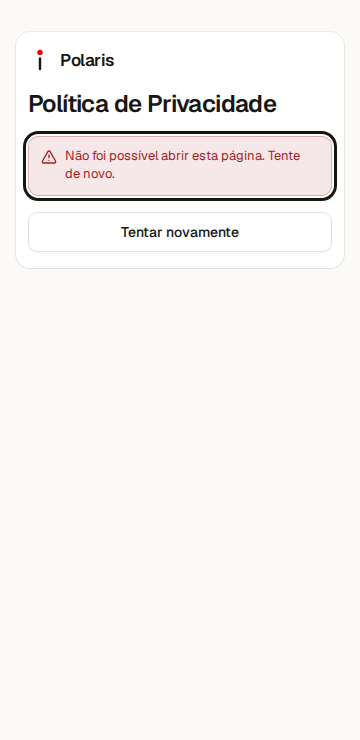 Polaris
Política de Privacidade
Não foi possível abrir esta página. Tente
de novo.
Tentar novamente